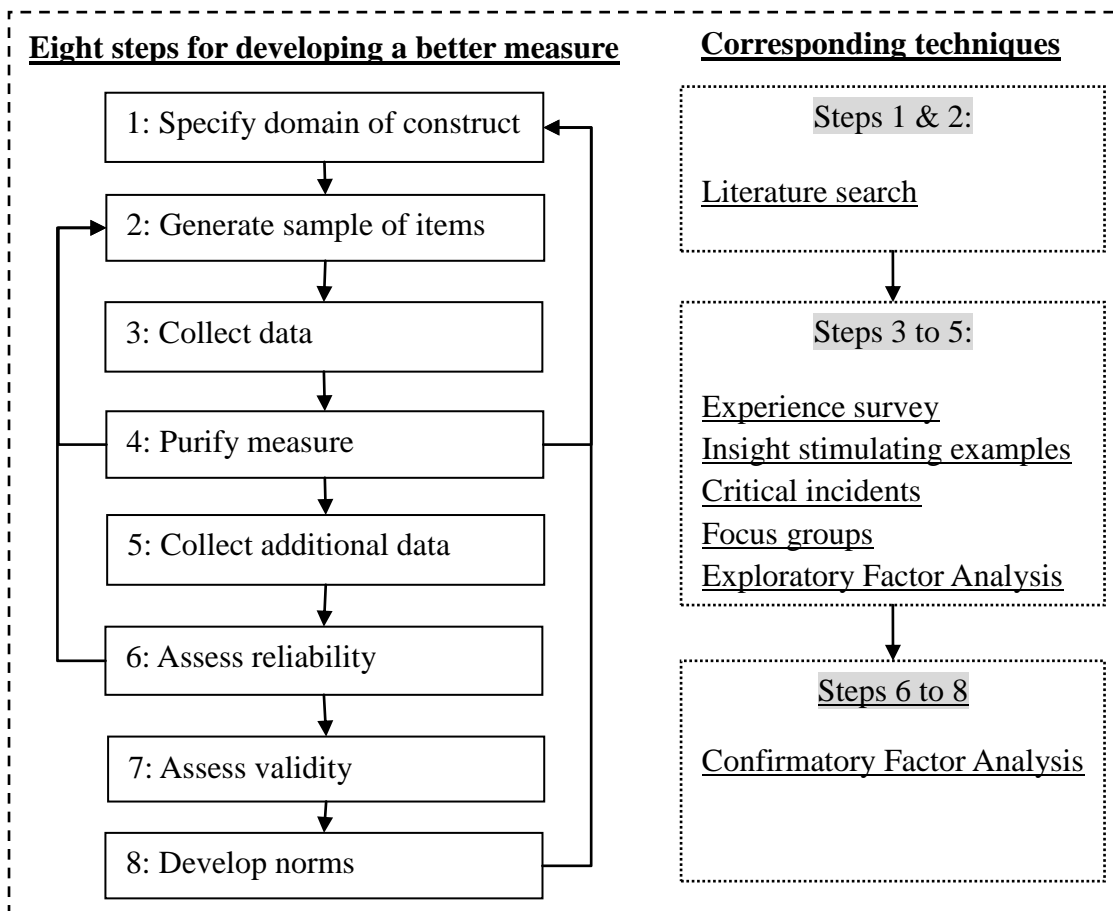 Eight steps for developing a better measure
1: Specify domain of construct
2: Generate sample of items
3: Collect data
4: Purify measure
5: Collect additional data
6: Assess reliability
7: Assess validity
8: Develop norms
Corresponding techniques
Steps 1 & 2:
Literature search
Steps 3 to 5:
Experience survey
Insight stimulating examples
Critical incidents
Focus groups
Exploratory Factor Analysis
Steps 6 to 8
Confirmatory Factor Analysis